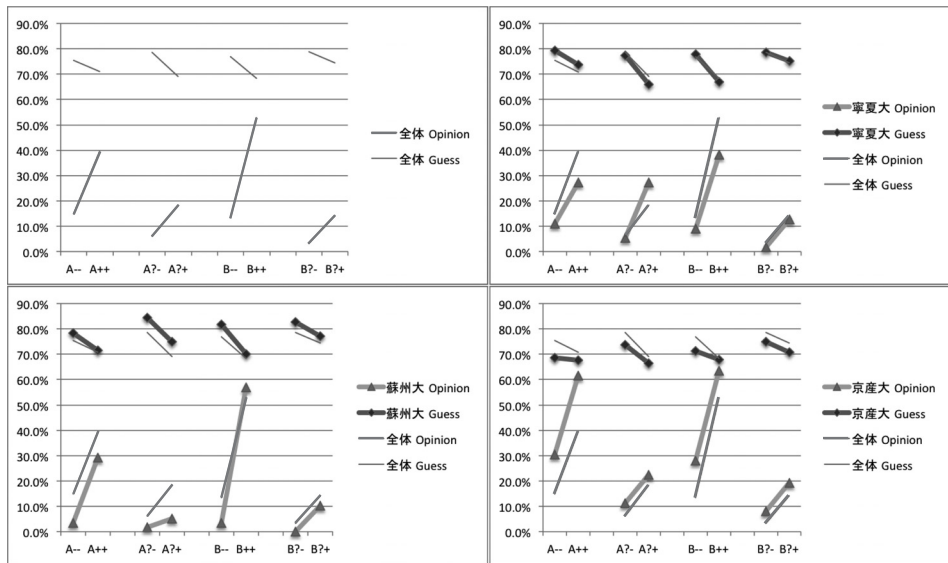 90.0%
80.0%
70.0%
60.0%
50.0%
40.0%
30.0%
20.0%
10.0%
0.0%
A-- A++ A?- A?+ B-- B++ B?- B?+
全体 Opinion
全体 Guess
90.0%
80.0%
70.0%
60.0%
50.0%
40.0%
30.0%
20.0%
10.0%
0.0%
A-- A++ A?- A?+ B-- B++ B?- B?+
寧夏大 Opinion
寧夏大 Guess
全体 Opinion
全体 Guess
90.0%
80.0%
70.0%
60.0%
50.0%
40.0%
30.0%
20.0%
10.0%
0.0%
A-- A++ A?- A?+ B-- B++ B?- B?+
蘇州大 Opinion
蘇州大 Guess
全体 Opinion
全体 Guess
90.0%
80.0%
70.0%
60.0%
50.0%
40.0%
30.0%
20.0%
10.0%
0.0%
A-- A++ A?- A?+ B-- B++ B?- B?+
京産大 Opinion
京産大 Guess
全体 Opinion
全体 Guess